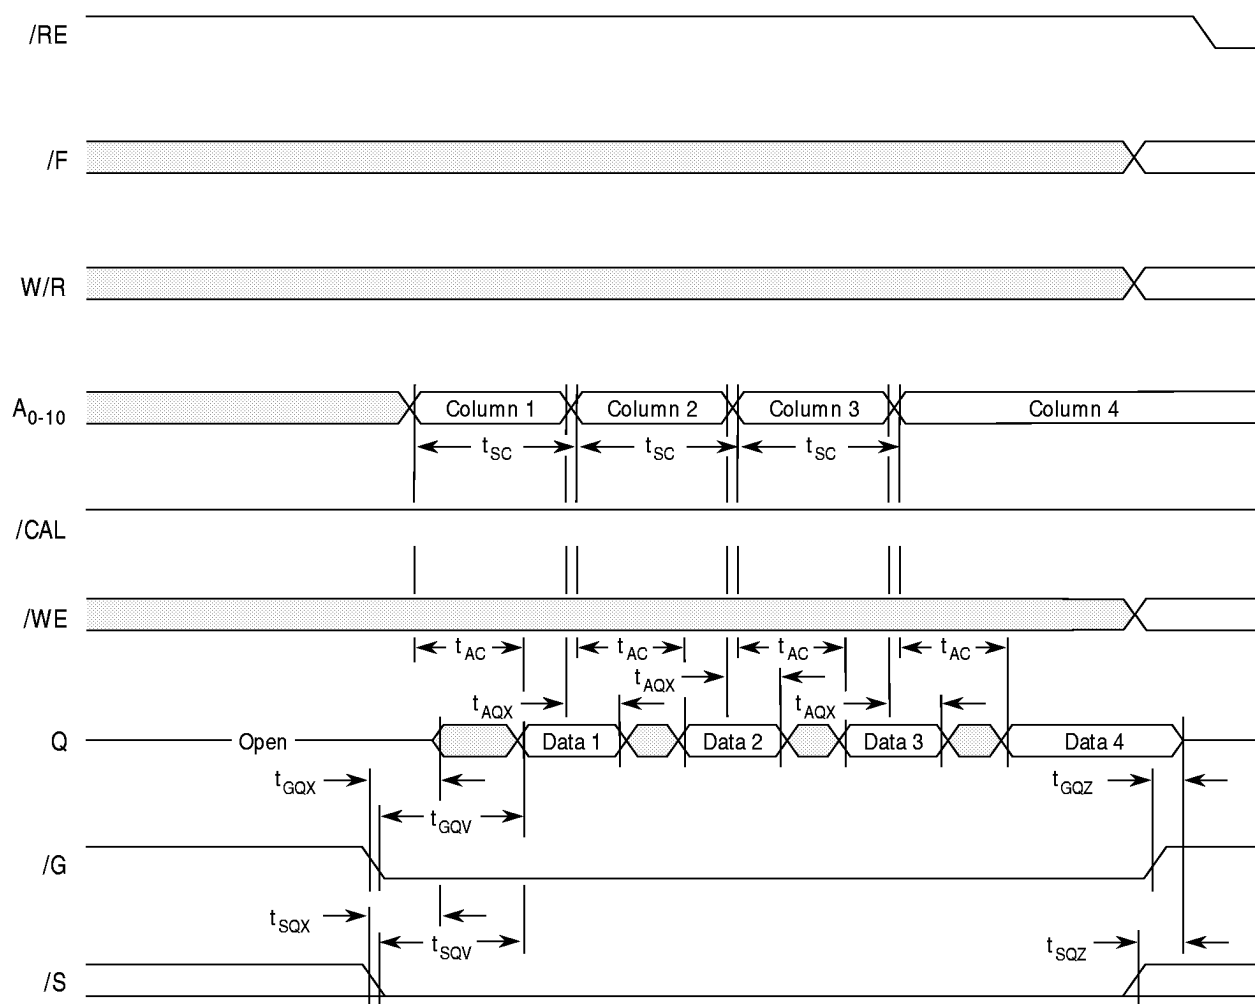 /RE
/F
W/R
A0-10
Column 1
Column 2
Column 3
Column 4
tSC
tSC
tSC
/CAL
/WE
tAC
tAC
tAC
tAC
tAQX
tAQX
tAQX
Q
Open
Data 1
Data 2
Data 3
Data 4
tGQX
tGQZ
tGQV
/G
tSQX
tSQV
tSQZ
/S